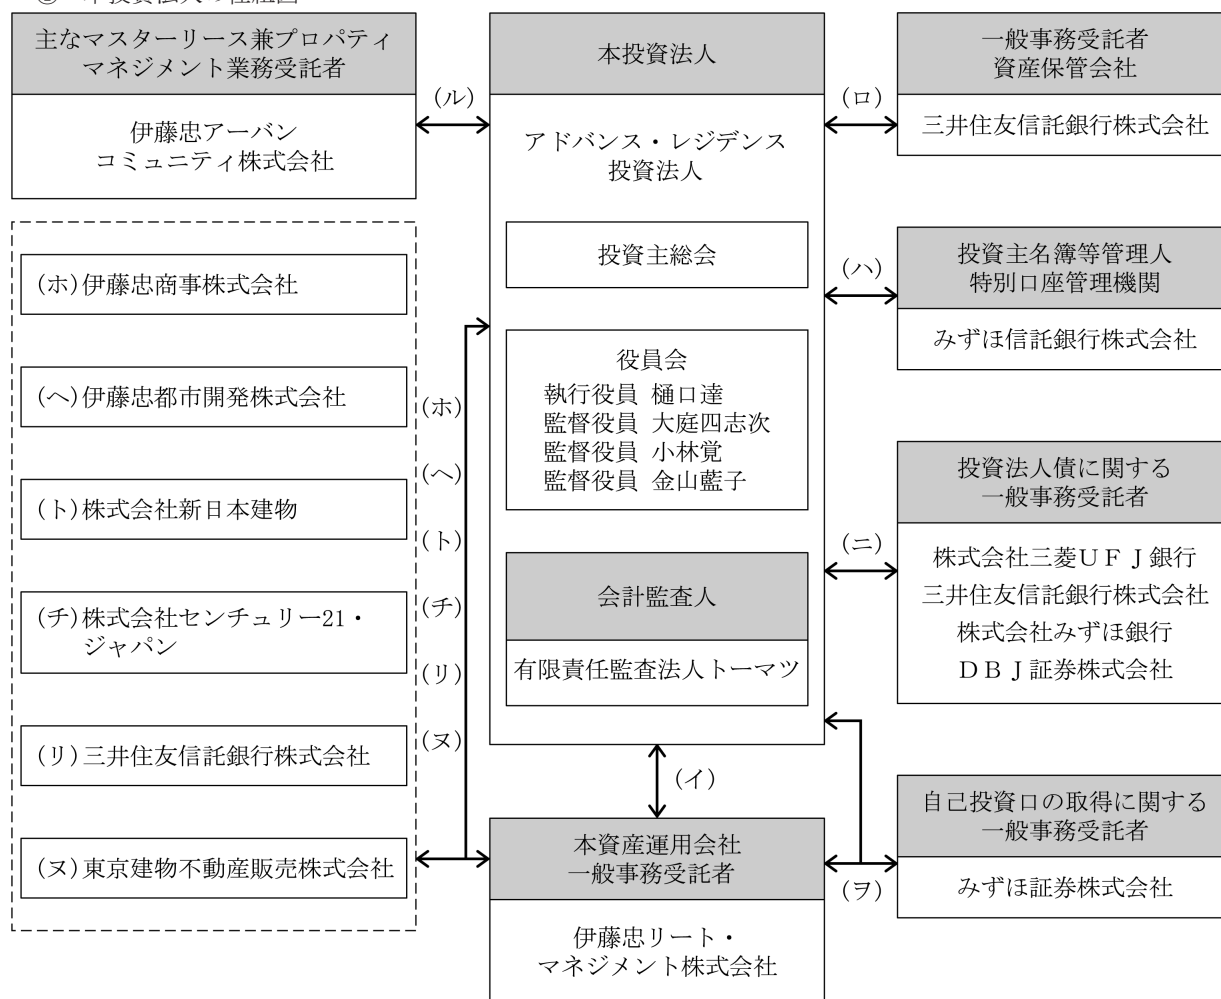 主なマスターリース兼プロパティ
マネジメント業務受託者
伊藤忠アーバン
コミュニティ株式会社
(ル)
本投資法人
アドバンス・レジデンス
投資法人
投資主総会
役員会
執行役員 樋口達
監督役員 大庭四志次
監督役員 小林覚
監督役員 金山藍子
会計監査人
有限責任監査法人トーマツ
(ロ)
一般事務受託者
資産保管会社
三井住友信託銀行株式会社
(ハ)
投資主名簿等管理人
特別口座管理機関
みずほ信託銀行株式会社
(ニ)
投資法人債に関する
一般事務受託者
株式会社三菱UFJ銀行
三井住友信託銀行株式会社
株式会社みずほ銀行
DBJ証券株式会社
(ホ)伊藤忠商事株式会社
(ヘ)伊藤忠都市開発株式会社
(ト)株式会社新日本建物
(チ)株式会社センチュリー21・
ジャパン
(リ)三井住友信託銀行株式会社
(ヌ)東京建物不動産販売株式会社
(ホ)
(ヘ)
(ト)
(チ)
(リ)
(ヌ)
(イ)
本資産運用会社
一般事務受託者
伊藤忠リート・
マネジメント株式会社
(ヲ)
自己投資口の取得に関する
一般事務受託者
みずほ証券株式会社